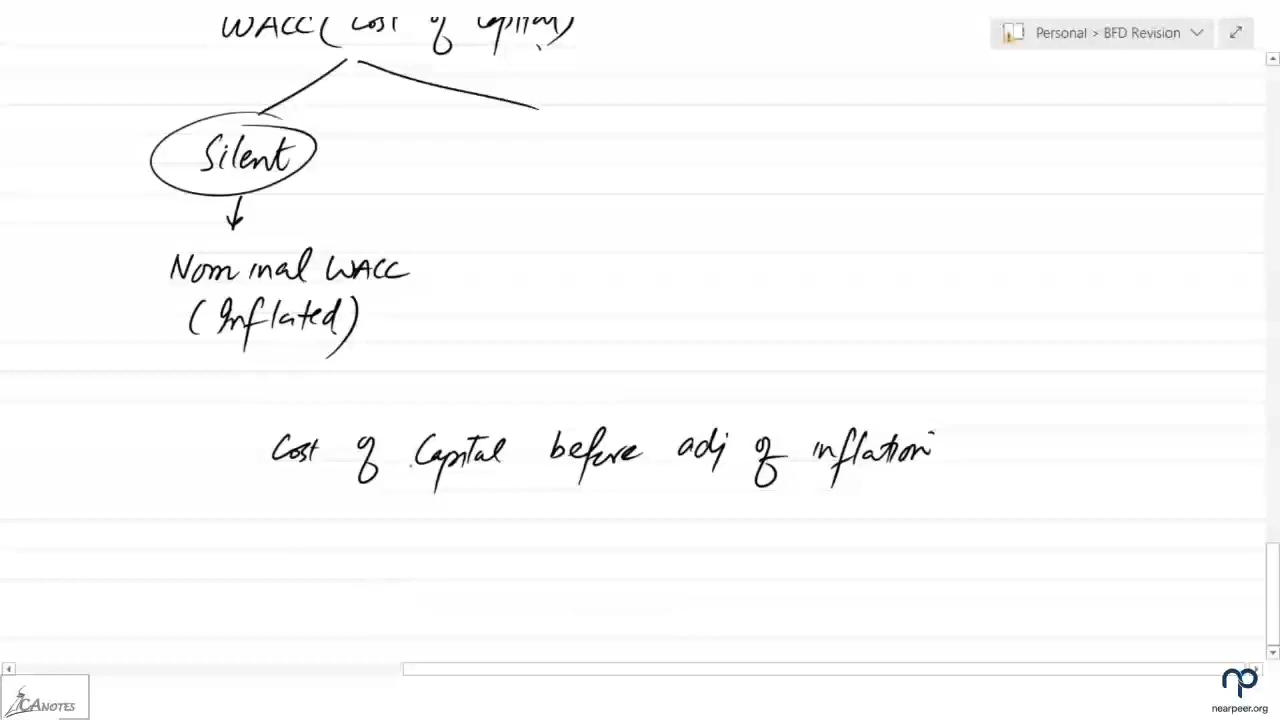 WACC (Cost of Capital)
Personal > BFD Revision
Silent
Nominal WACC
(Inflated)
Cost of Capital before adj of inflation
CANOTES
np
nearpeer.org